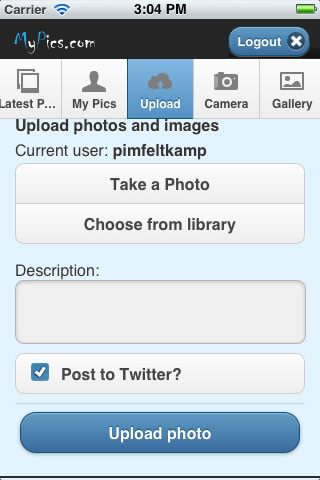 Carrier 3:04 PM
MyPics.com Logout
Latest P... My Pics Upload Camera Gallery
Upload photos and images
Current user: pimfeltkamp
Take a Photo
Choose from library
Description:
Post to Twitter?
Upload photo